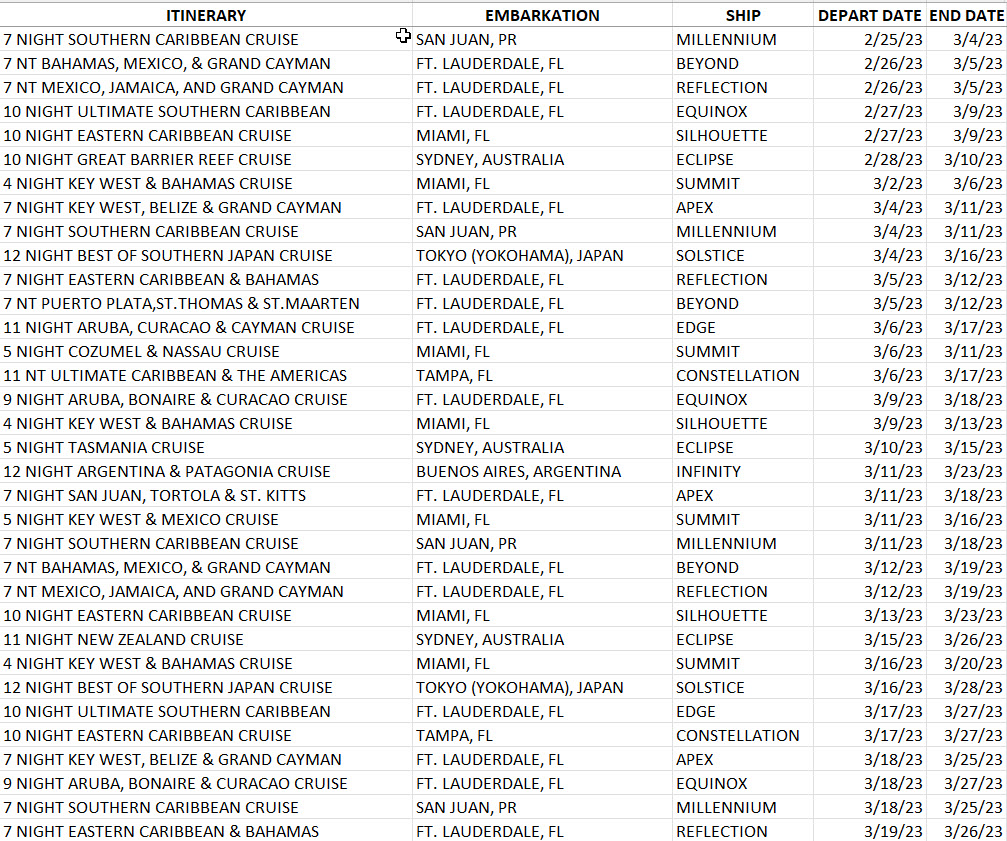 ITINERARY EMBARKATION SHIP DEPART DATE END DATE
7 NIGHT SOUTHERN CARIBBEAN CRUISE SAN JUAN, PR MILLENNIUM 2/25/23 3/4/23
7 NT BAHAMAS, MEXICO, & GRAND CAYMAN FT. LAUDERDALE, FL BEYOND 2/26/23 3/5/23
7 NT MEXICO, JAMAICA, AND GRAND CAYMAN FT. LAUDERDALE, FL REFLECTION 2/26/23 3/5/23
10 NIGHT ULTIMATE SOUTHERN CARIBBEAN FT. LAUDERDALE, FL EQUINOX 2/27/23 3/9/23
10 NIGHT EASTERN CARIBBEAN CRUISE MIAMI, FL SILHOUETTE 2/27/23 3/9/23
10 NIGHT GREAT BARRIER REEF CRUISE SYDNEY, AUSTRALIA ECLIPSE 2/28/23 3/10/23
4 NIGHT KEY WEST & BAHAMAS CRUISE MIAMI, FL SUMMIT 3/2/23 3/6/23
7 NIGHT KEY WEST, BELIZE & GRAND CAYMAN FT. LAUDERDALE, FL APEX 3/4/23 3/11/23
7 NIGHT SOUTHERN CARIBBEAN CRUISE SAN JUAN, PR MILLENNIUM 3/4/23 3/11/23
12 NIGHT BEST OF SOUTHERN JAPAN CRUISE TOKYO (YOKOHAMA), JAPAN SOLSTICE 3/4/23 3/16/23
7 NIGHT EASTERN CARIBBEAN & BAHAMAS FT. LAUDERDALE, FL REFLECTION 3/5/23 3/12/23
7 NT PUERTO PLATA,ST.THOMAS & ST.MAARTEN FT. LAUDERDALE, FL BEYOND 3/5/23 3/12/23
11 NIGHT ARUBA, CURACAO & CAYMAN CRUISE FT. LAUDERDALE, FL EDGE 3/6/23 3/17/23
5 NIGHT COZUMEL & NASSAU CRUISE MIAMI, FL SUMMIT 3/6/23 3/11/23
11 NT ULTIMATE CARIBBEAN & THE AMERICAS TAMPA, FL CONSTELLATION 3/6/23 3/17/23
9 NIGHT ARUBA, BONAIRE & CURACAO CRUISE FT. LAUDERDALE, FL EQUINOX 3/9/23 3/18/23
4 NIGHT KEY WEST & BAHAMAS CRUISE MIAMI, FL SILHOUETTE 3/9/23 3/13/23
5 NIGHT TASMANIA CRUISE SYDNEY, AUSTRALIA ECLIPSE 3/10/23 3/15/23
12 NIGHT ARGENTINA & PATAGONIA CRUISE BUENOS AIRES, ARGENTINA INFINITY 3/11/23 3/23/23
7 NIGHT SAN JUAN, TORTOLA & ST. KITTS FT. LAUDERDALE, FL APEX 3/11/23 3/18/23
5 NIGHT KEY WEST & MEXICO CRUISE MIAMI, FL SUMMIT 3/11/23 3/16/23
7 NIGHT SOUTHERN CARIBBEAN CRUISE SAN JUAN, PR MILLENNIUM 3/11/23 3/18/23
7 NT BAHAMAS, MEXICO, & GRAND CAYMAN FT. LAUDERDALE, FL BEYOND 3/12/23 3/19/23
7 NT MEXICO, JAMAICA, AND GRAND CAYMAN FT. LAUDERDALE, FL REFLECTION 3/12/23 3/19/23
10 NIGHT EASTERN CARIBBEAN CRUISE MIAMI, FL SILHOUETTE 3/13/23 3/23/23
11 NIGHT NEW ZEALAND CRUISE SYDNEY, AUSTRALIA ECLIPSE 3/15/23 3/26/23
4 NIGHT KEY WEST & BAHAMAS CRUISE MIAMI, FL SUMMIT 3/16/23 3/20/23
12 NIGHT BEST OF SOUTHERN JAPAN CRUISE TOKYO (YOKOHAMA), JAPAN SOLSTICE 3/16/23 3/28/23
10 NIGHT ULTIMATE SOUTHERN CARIBBEAN FT. LAUDERDALE, FL EDGE 3/17/23 3/27/23
10 NIGHT EASTERN CARIBBEAN CRUISE TAMPA, FL CONSTELLATION 3/17/23 3/27/23
7 NIGHT KEY WEST, BELIZE & GRAND CAYMAN FT. LAUDERDALE, FL APEX 3/18/23 3/25/23
9 NIGHT ARUBA, BONAIRE & CURACAO CRUISE FT. LAUDERDALE, FL EQUINOX 3/18/23 3/27/23
7 NIGHT SOUTHERN CARIBBEAN CRUISE SAN JUAN, PR MILLENNIUM 3/18/23 3/25/23
7 NIGHT EASTERN CARIBBEAN & BAHAMAS FT. LAUDERDALE, FL REFLECTION 3/19/23 3/26/23